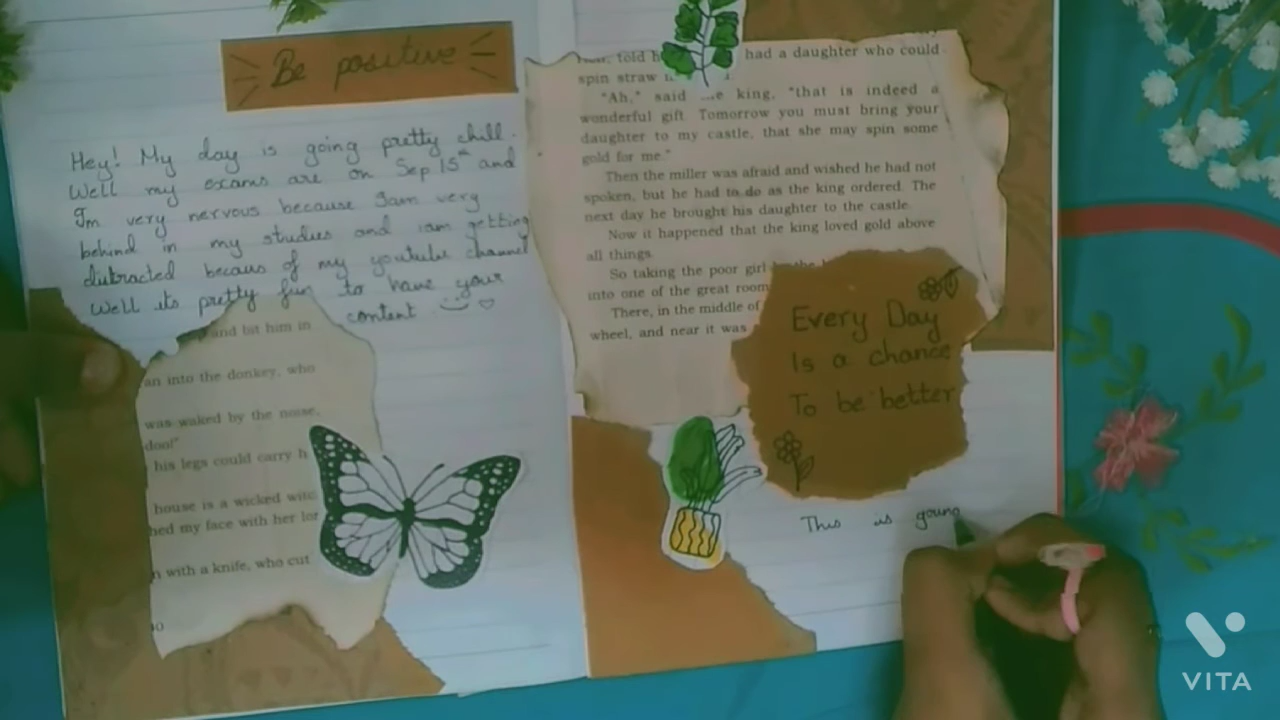 Be positive
Hey! My day is going pretty chill.
Well my exams are on Sep 15th and
I'm very nervous because I am very
behind in my studies and iam getting
distracted becaus of my youtube channel
Well its pretty fun to have your
content
and bit him in
an into the donkey, who
was waked by the noise,
doo!"
his legs could carry h
house is a wicked witc
hed my face with her lon
with a knife, who cut
told h had a daughter who could
spin straw
"Ah," said the king, "that is indeed a
wonderful gift. Tomorrow you must bring your
daughter to my castle, that she may spin some
gold for me."
Then the miller was afraid and wished he had not
spoken, but he had to do as the king ordered. The
next day he brought his daughter to the castle.
Now it happened that the king loved gold above
all things.
So taking the poor girl by the h
into one of the great room
There, in the middle of
wheel, and near it was
Every Day
Is a chance
To be better
This is going
VITA